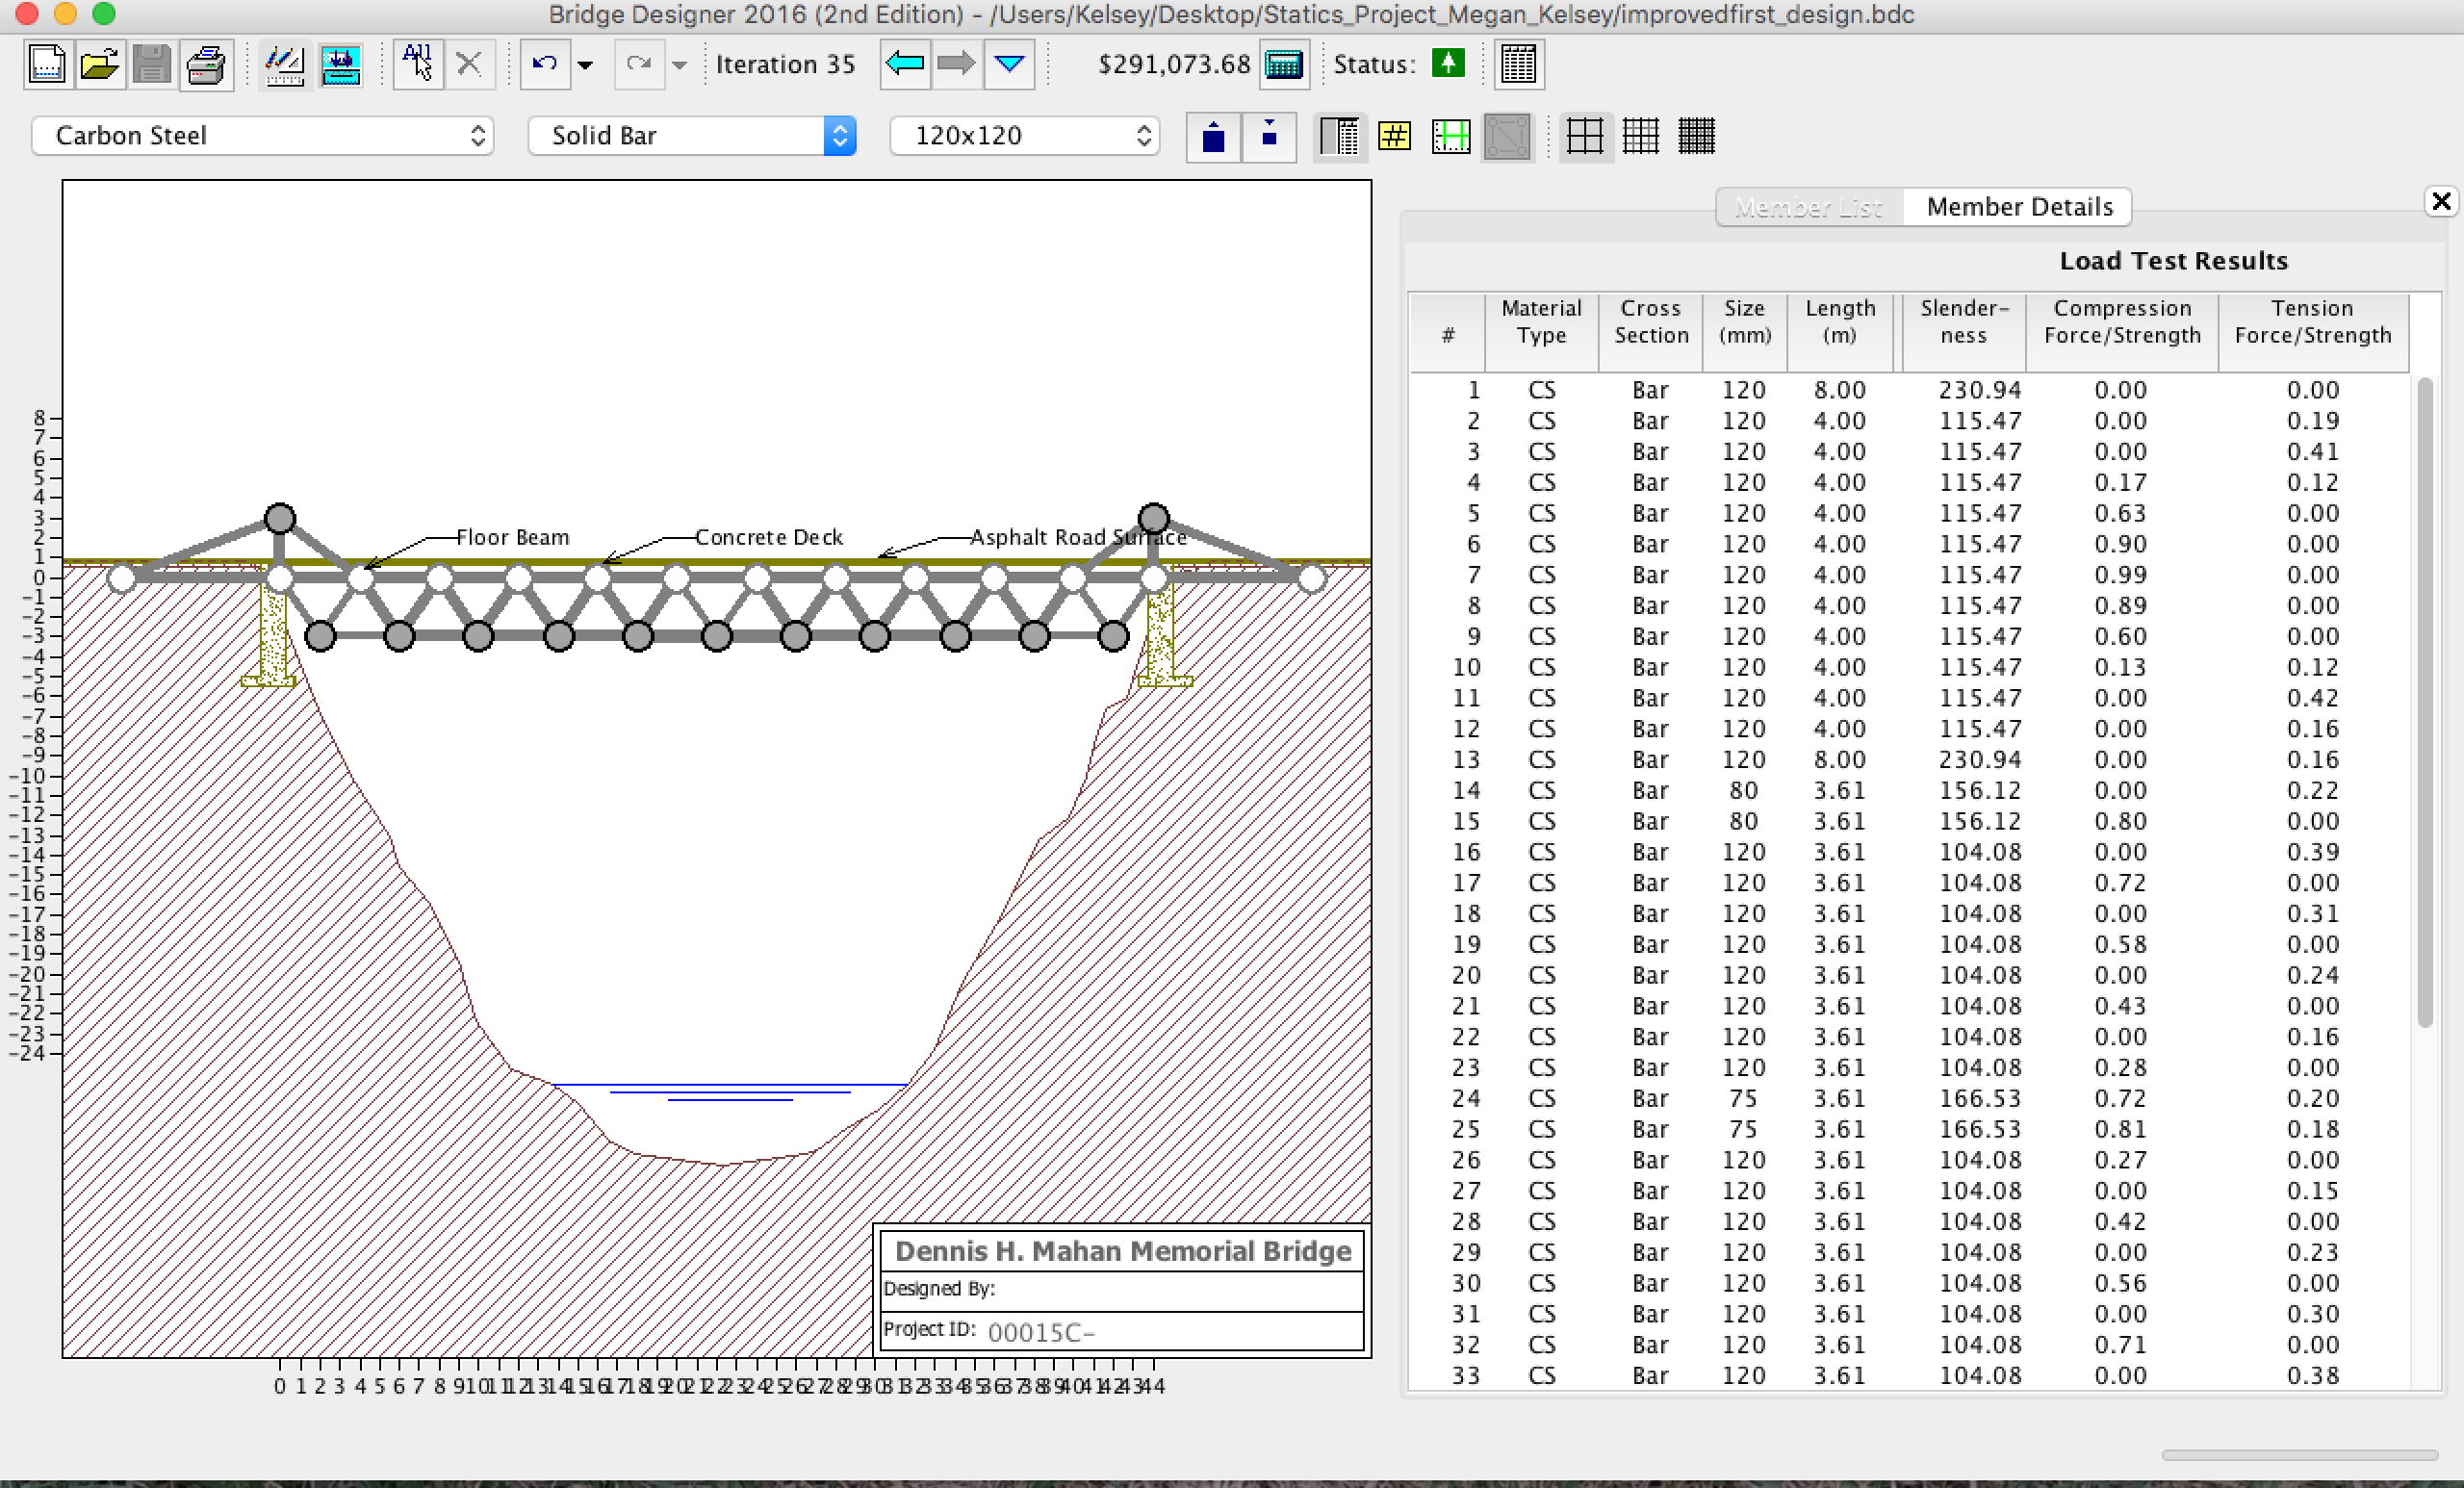 Bridge Designer 2016 (2nd Edition) - /Users/Kelsey/Desktop/Statics_Project_Megan_Kelsey/improvedfirst_design.bdc
All Iteration 35 $291,073.68 Status:
Carbon Steel Solid Bar 120x120 #
Member List Member Details
Load Test Results
# Material Type Cross Section Size (mm) Length (m) Slender-ness Compression Force/Strength Tension Force/Strength
1 CS Bar 120 8.00 230.94 0.00 0.00
2 CS Bar 120 4.00 115.47 0.00 0.19
3 CS Bar 120 4.00 115.47 0.00 0.41
4 CS Bar 120 4.00 115.47 0.17 0.12
5 CS Bar 120 4.00 115.47 0.63 0.00
6 CS Bar 120 4.00 115.47 0.90 0.00
7 CS Bar 120 4.00 115.47 0.99 0.00
8 CS Bar 120 4.00 115.47 0.89 0.00
9 CS Bar 120 4.00 115.47 0.60 0.00
10 CS Bar 120 4.00 115.47 0.13 0.12
11 CS Bar 120 4.00 115.47 0.00 0.42
12 CS Bar 120 4.00 115.47 0.00 0.16
13 CS Bar 120 8.00 230.94 0.00 0.16
14 CS Bar 80 3.61 156.12 0.00 0.22
15 CS Bar 80 3.61 156.12 0.80 0.00
16 CS Bar 120 3.61 104.08 0.00 0.39
17 CS Bar 120 3.61 104.08 0.72 0.00
18 CS Bar 120 3.61 104.08 0.00 0.31
19 CS Bar 120 3.61 104.08 0.58 0.00
20 CS Bar 120 3.61 104.08 0.00 0.24
21 CS Bar 120 3.61 104.08 0.43 0.00
22 CS Bar 120 3.61 104.08 0.00 0.16
23 CS Bar 120 3.61 104.08 0.28 0.00
24 CS Bar 75 3.61 166.53 0.72 0.20
25 CS Bar 75 3.61 166.53 0.81 0.18
26 CS Bar 120 3.61 104.08 0.27 0.00
27 CS Bar 120 3.61 104.08 0.00 0.15
28 CS Bar 120 3.61 104.08 0.42 0.00
29 CS Bar 120 3.61 104.08 0.00 0.23
30 CS Bar 120 3.61 104.08 0.56 0.00
31 CS Bar 120 3.61 104.08 0.00 0.30
32 CS Bar 120 3.61 104.08 0.71 0.00
33 CS Bar 120 3.61 104.08 0.00 0.38
Floor Beam Concrete Deck Asphalt Road Surface
8
7
6
5
4
3
2
1
0
-1
-2
-3
-4
-5
-6
-7
-8
-9
-10
-11
-12
-13
-14
-15
-16
-17
-18
-19
-20
-21
-22
-23
-24
Dennis H. Mahan Memorial Bridge
Designed By:
Project ID: 00015C-
0 1 2 3 4 5 6 7 8 9 10 11 12 13 14 15 16 17 18 19 20 21 22 23 24 25 26 27 28 29 30 31 32 33 34 35 36 37 38 39 40 41 42 43 44